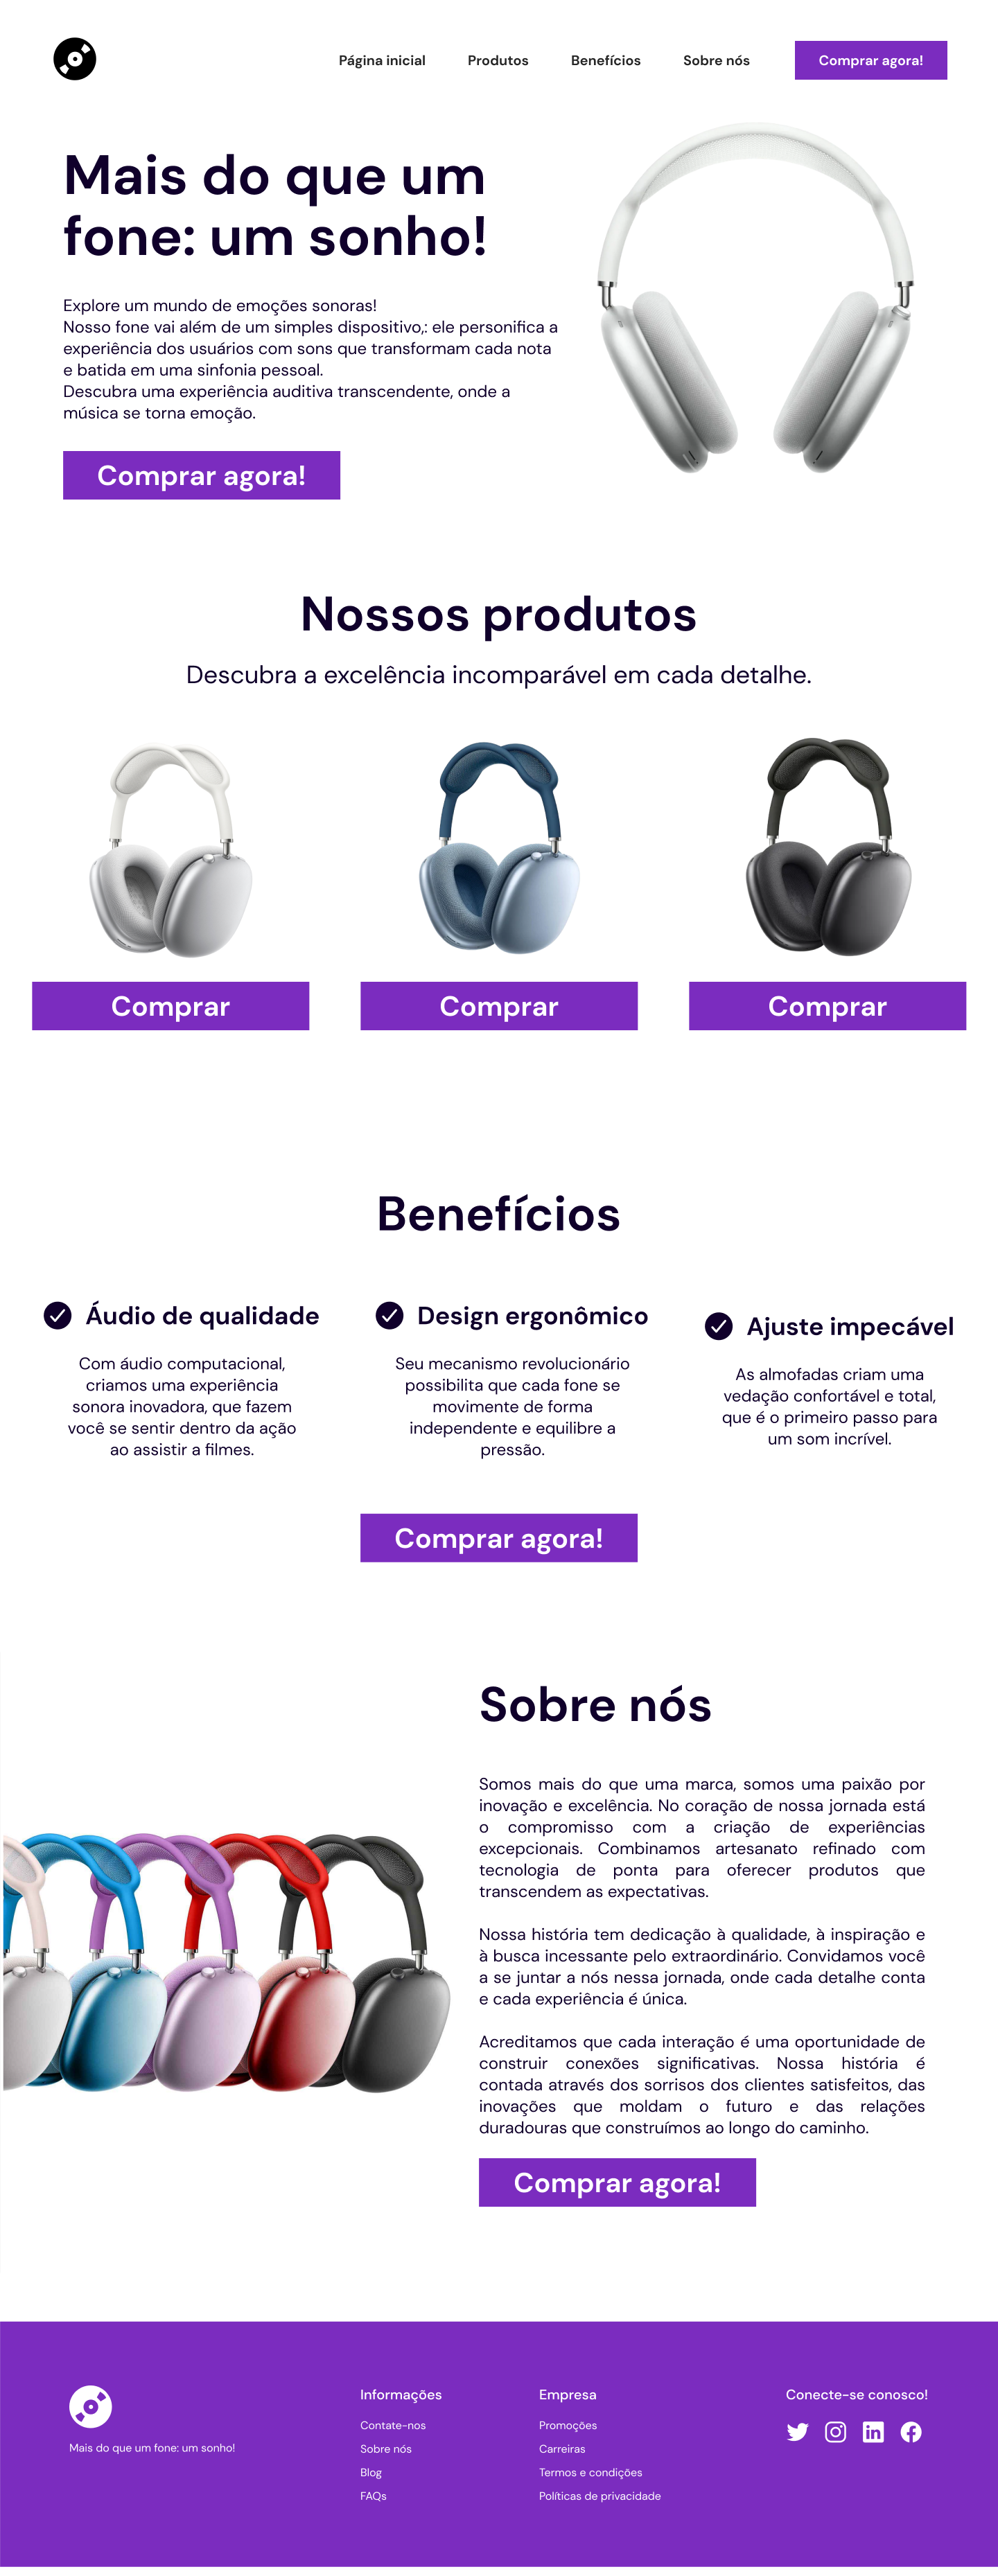 Página inicial
Produtos
Benefícios
Sobre nós
Comprar agora!
Mais do que um
fone: um sonho!
Explore um mundo de emoções sonoras!
Nosso fone vai além de um simples dispositivo,: ele personifica a
experiência dos usuários com sons que transformam cada nota
e batida em uma sinfonia pessoal.
Descubra uma experiência auditiva transcendente, onde a
música se torna emoção.
Comprar agora!
Nossos produtos
Descubra a excelência incomparável em cada detalhe.
Comprar
Comprar
Comprar
Benefícios
Áudio de qualidade
Com áudio computacional,
criamos uma experiência
sonora inovadora, que fazem
você se sentir dentro da ação
ao assistir a filmes.
Design ergonômico
Seu mecanismo revolucionário
possibilita que cada fone se
movimente de forma
independente e equilibre a
pressão.
Ajuste impecável
As almofadas criam uma
vedação confortável e total,
que é o primeiro passo para
um som incrível.
Comprar agora!
Sobre nós
Somos mais do que uma marca, somos uma paixão por
inovação e excelência. No coração de nossa jornada está
o compromisso com a criação de experiências
excepcionais. Combinamos artesanato refinado com
tecnologia de ponta para oferecer produtos que
transcendem as expectativas.
Nossa história tem dedicação à qualidade, à inspiração e
à busca incessante pelo extraordinário. Convidamos você
a se juntar a nós nessa jornada, onde cada detalhe conta
e cada experiência é única.
Acreditamos que cada interação é uma oportunidade de
construir conexões significativas. Nossa história é
contada através dos sorrisos dos clientes satisfeitos, das
inovações que moldam o futuro e das relações
duradouras que construímos ao longo do caminho.
Comprar agora!
Mais do que um fone: um sonho!
Informações
Contate-nos
Sobre nós
Blog
FAQs
Empresa
Promoções
Carreiras
Termos e condições
Políticas de privacidade
Conecte-se conosco!